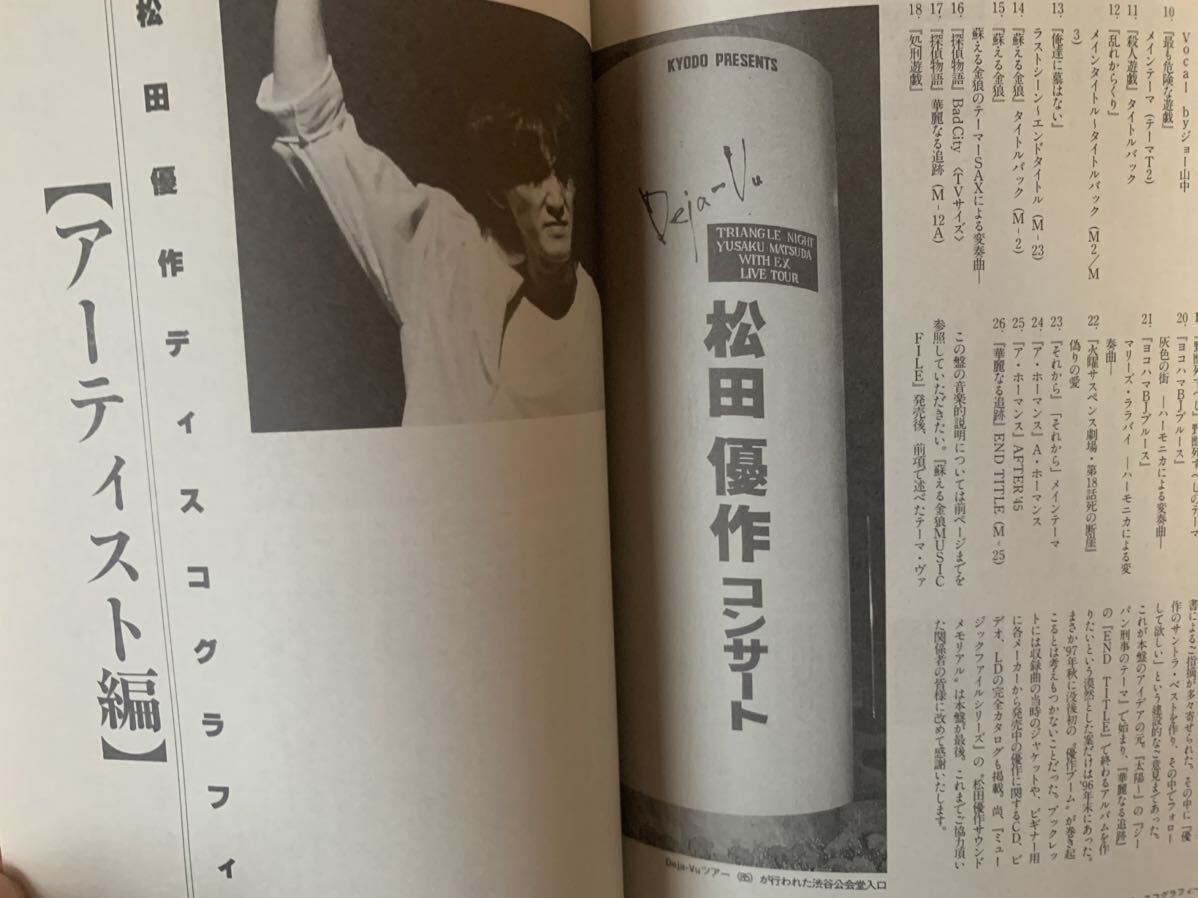 Vocal byジョー山中
10.『最も危険な遊戯』
メインテーマ（テーマT2）
11.『殺人遊戯』タイトルバック
12.『乱れからくり』
メインタイトル～タイトルバック（M2／M
3）
13.『俺達に墓はない』
ラストシーン～エンドタイトル（M-23）
14.『蘇える金狼』タイトルバック（M-2）
15.『蘇える金狼』
蘇える金狼のテーマーSAXによる変奏曲―
16.『探偵物語』Bad City〈TVサイズ〉
17.『探偵物語』華麗なる追跡（M-12A）
18.『処刑遊戯』
20.『ヨコハマBJブルース』
灰色の街 ―ハーモニカによる変奏曲―
21.『ヨコハマBJブルース』
マリーズ・ララバイ ―ハーモニカによる変
奏曲―
22.『火曜サスペンス劇場・第18話死の断崖』
偽りの愛
23.『それから』「それから」メインテーマ
24.『ア・ホーマンス』A・ホーマンス
25.『ア・ホーマンス』AFTER'45
26.『華麗なる追跡』END TITLE（M-25）
この盤の音楽的説明については前ページまでを
参照していただきたい。『蘇える金狼MUSIC
FILE』発売後、前項で述べたテーマ・ヴァ
書によるご指摘が多々寄せられた。その中に『優
作のサントラ・ベストを作り、その中でフォロー
して欲しい』という建設的なご意見まであった。
これが本盤のアイデアの元。『太陽～』の『ジー
パン刑事のテーマ』で始まり、『華麗なる追跡』
の『END TITLE』で終わるアルバムを作
りたいという漠然とした案だけは'96年末にあった。
まさか'97年秋に没後初の〝優作ブーム〟が巻き起
こるとは考えもつかないことだった。ブックレッ
トには収録曲の当時のジャケットや、ビギナー用
に各メーカーから発売中の優作に関するCD、ビ
デオ、LDの完全カタログも掲載。尚、『ミュー
ジックファイルシリーズ』の〝松田優作サウンド
メモリアル〟は本盤が最後。これまでご協力頂い
た関係者の皆様に改めて感謝いたします。
KYODO PRESENTS
Deja-Vu
TRIANGLE NIGHT
YUSAKU MATSUDA
WITH EX
LIVE TOUR
松田優作コンサート
Deja-Vuツアー（85）が行われた渋谷公会堂入口
松田優作ディスコグラフィ
【アーティスト編】